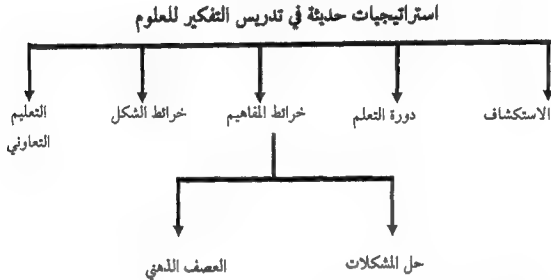 استراتيجيات حديثة في تدريس التفكير للعلوم
الاستكشاف
دورة التعلم
خرائط المفاهيم
خرائط الشكل
التعليم
التعاوني
حل المشكلات
العصف الذهني